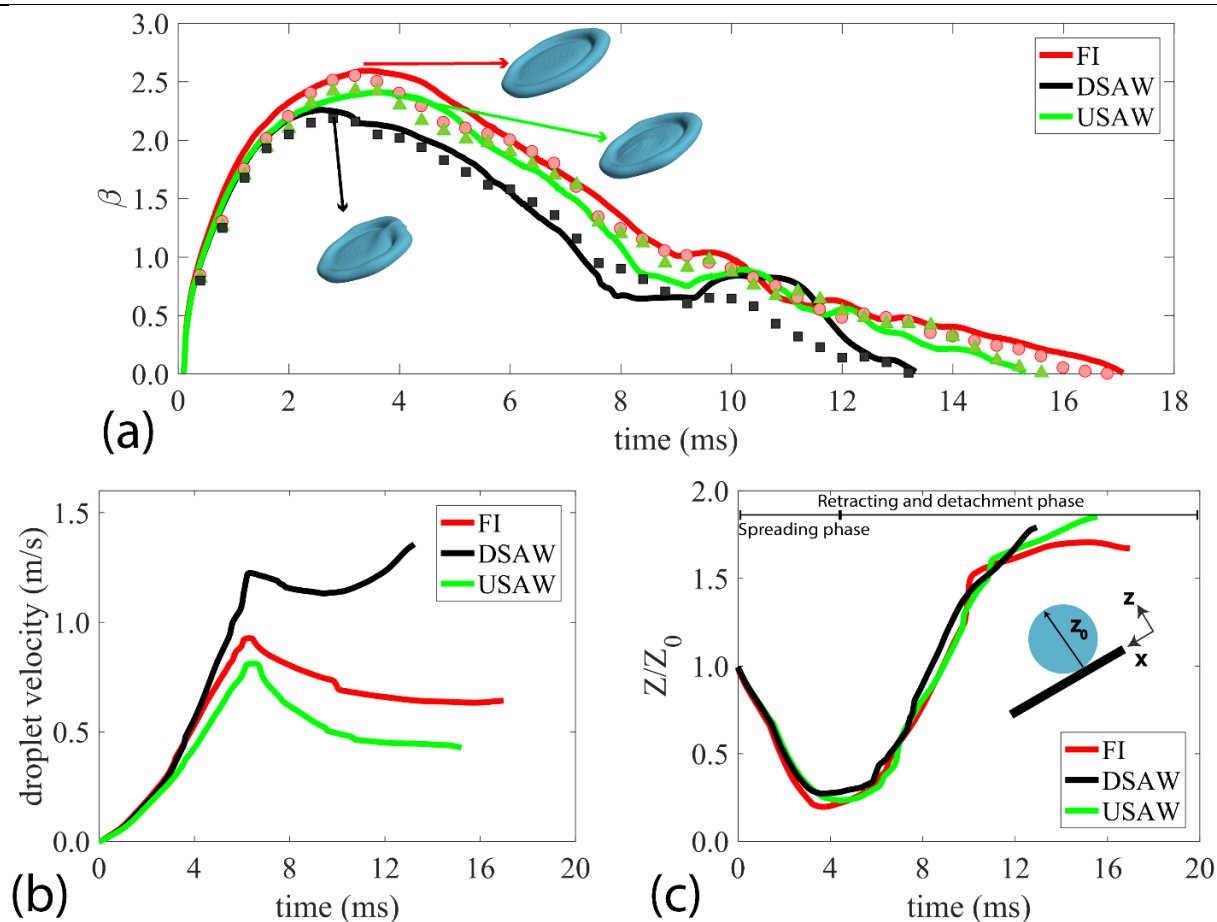 3.0
2.5
2.0
1.5
1.0
0.5
0.0
β
FI
DSAW
USAW
0 2 4 6 8 10 12 14 16 18
time (ms)
(a)
1.5
1.0
0.5
0.0
droplet velocity (m/s)
FI
DSAW
USAW
0 4 8 12 16 20
time (ms)
(b)
2.0
1.5
1.0
0.5
0.0
Z/Z0
Retracting and detachment phase
Spreading phase
z0
z
x
FI
DSAW
USAW
0 4 8 12 16 20
time (ms)
(c)